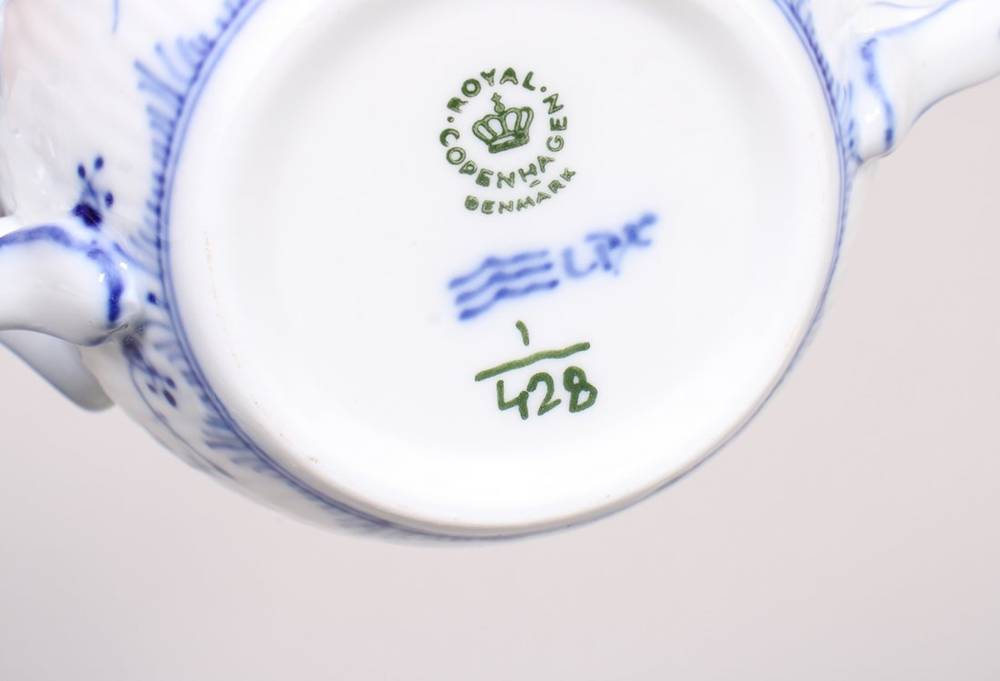 ROYAL COPENHAGEN
DENMARK
1
428